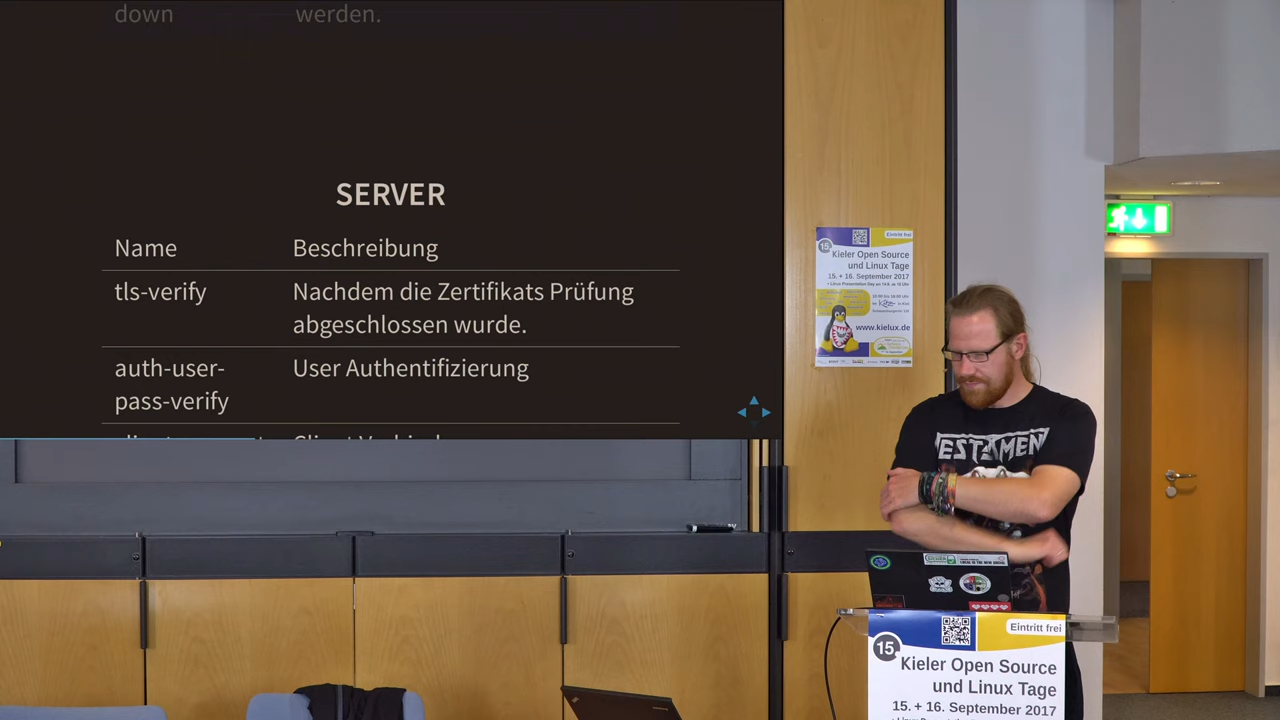 down werden.
SERVER
Name Beschreibung
tls-verify Nachdem die Zertifikats Prüfung
abgeschlossen wurde.
auth-user- User Authentifizierung
pass-verify
Eintritt frei
15.
Kieler Open Source
und Linux Tage
15. + 16. September 2017
www.kielux.de
TESTAMENT
Eintritt frei
15.
Kieler Open Source
und Linux Tage
15. + 16. September 2017